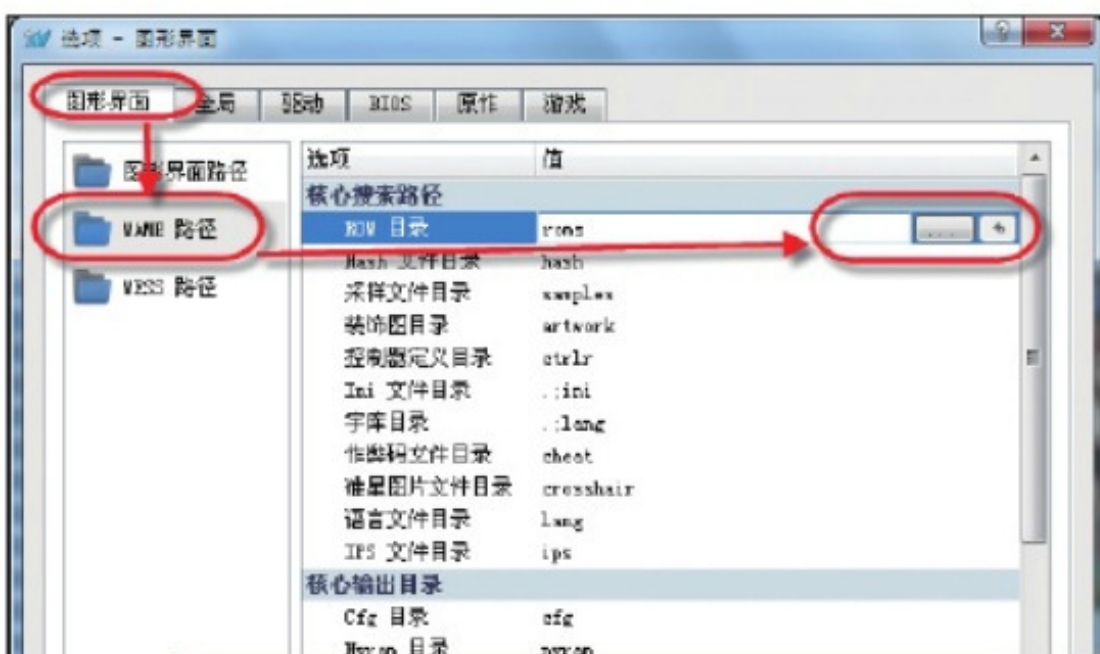 选项 - 图形界面
图形界面 全局 驱动 BIOS 原作 游戏
图形界面路径
MAME 路径
MESS 路径
选项 值
核心搜索路径
ROM 目录 roms
Hash 文件目录 hash
采样文件目录 samples
装饰图目录 artwork
控制器定义目录 ctrlr
Ini 文件目录 .;ini
字库目录 .;lang
作弊码文件目录 cheat
准星图片文件目录 crosshair
语言文件目录 lang
IPS 文件目录 ips
核心输出目录
Cfg 目录 cfg
Nvram 目录 nvram